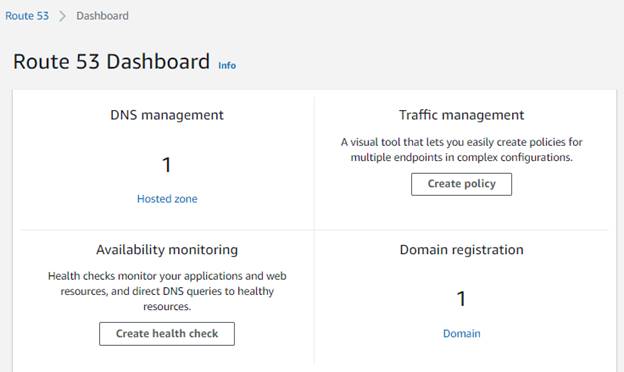 Route 53 > Dashboard
Route 53 Dashboard Info
DNS management
1
Hosted zone
Traffic management
A visual tool that lets you easily create policies for
multiple endpoints in complex configurations.
Create policy
Availability monitoring
Health checks monitor your applications and web
resources, and direct DNS queries to healthy
resources.
Create health check
Domain registration
1
Domain